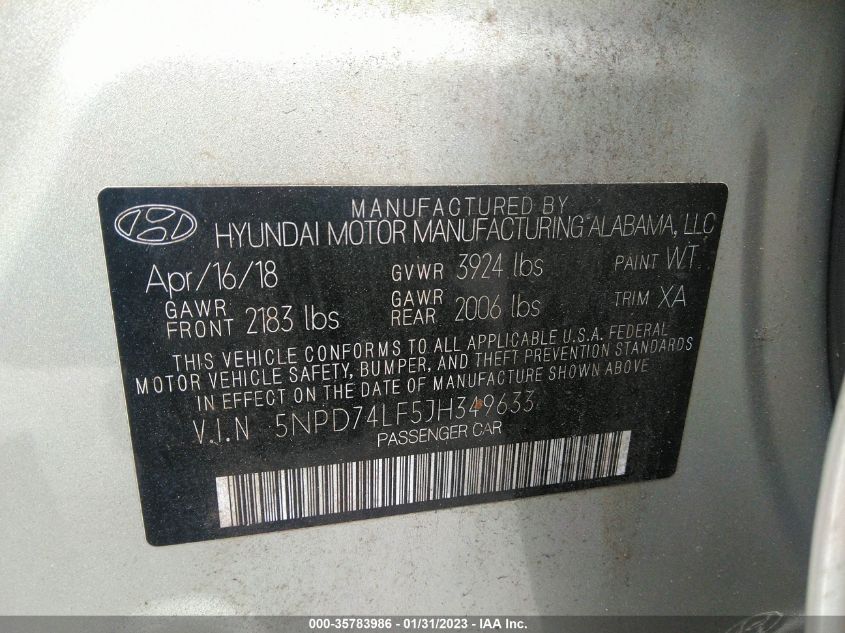 MANUFACTURED BY
HYUNDAI MOTOR MANUFACTURING ALABAMA, LLC
Apr/16/18 GVWR 3924 lbs PAINT WT
GAWR FRONT 2183 lbs GAWR REAR 2006 lbs TRIM XA
THIS VEHICLE CONFORMS TO ALL APPLICABLE U.S.A. FEDERAL
MOTOR VEHICLE SAFETY, BUMPER, AND THEFT PREVENTION STANDARDS
IN EFFECT ON THE DATE OF MANUFACTURE SHOWN ABOVE
V.I.N 5NPD74LF5JH349633
PASSENGER CAR
000-35783986 - 01/31/2023 - IAA Inc.